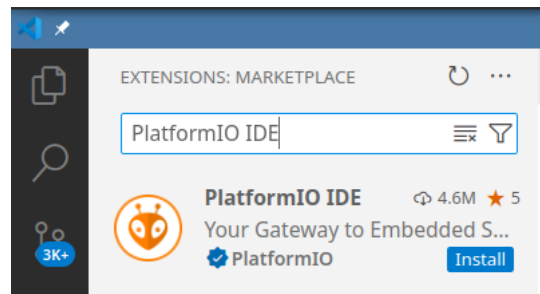 EXTENSIONS: MARKETPLACE
PlatformIO IDE
PlatformIO IDE 4.6M 5
Your Gateway to Embedded S...
3K+
PlatformIO Install